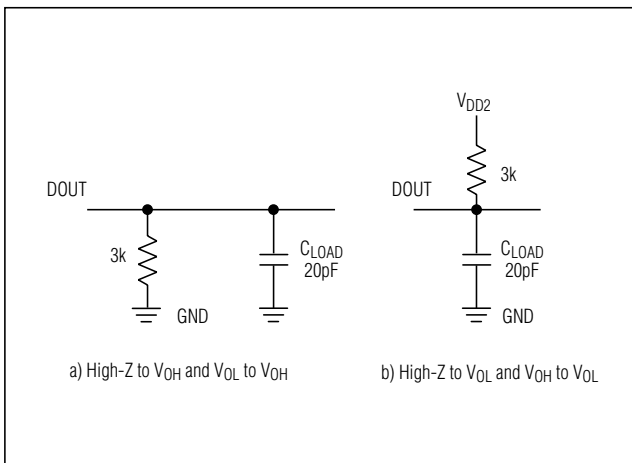 DOUT
3k
GND
CLOAD
20pF
a) High-Z to VOH and VOL to VOH
VDD2
3k
DOUT
CLOAD
20pF
GND
b) High-Z to VOL and VOH to VOL